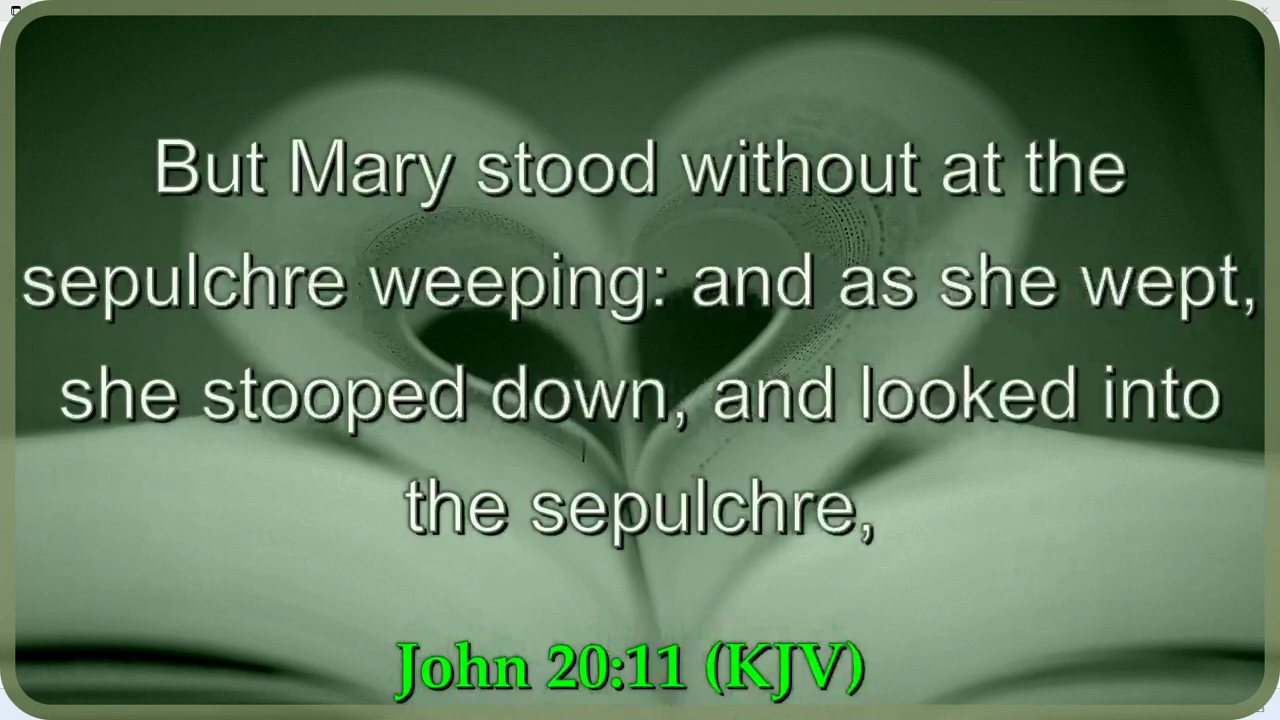 But Mary stood without at the
sepulchre weeping: and as she wept,
she stooped down, and looked into
the sepulchre,
John 20:11 (KJV)